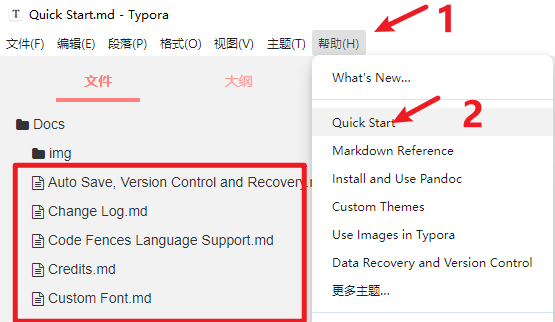 T Quick Start.md - Typora
文件(F) 编辑(E) 段落(P) 格式(O) 视图(V) 主题(T) 帮助(H) 1
文件 大纲
What's New...
Docs
Quick Start 2
img
Markdown Reference
Auto Save, Version Control and Recovery.
Install and Use Pandoc
Change Log.md
Custom Themes
Code Fences Language Support.md
Use Images in Typora
Credits.md
Data Recovery and Version Control
Custom Font.md
更多主题...